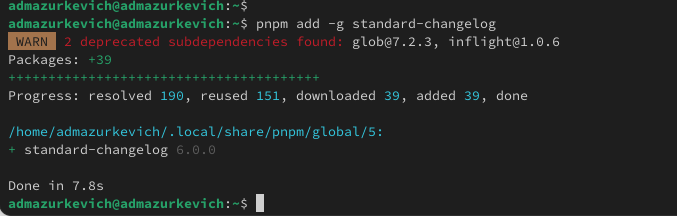 admazurkevich@admazurkevich:~$
admazurkevich@admazurkevich:~$ pnpm add -g standard-changelog
WARN 2 deprecated subdependencies found: glob@7.2.3, inflight@1.0.6
Packages: +39
+++++++++++++++++++++++++++++++++++++++
Progress: resolved 190, reused 151, downloaded 39, added 39, done
/home/admazurkevich/.local/share/pnpm/global/5:
+ standard-changelog 6.0.0
Done in 7.8s
admazurkevich@admazurkevich:~$